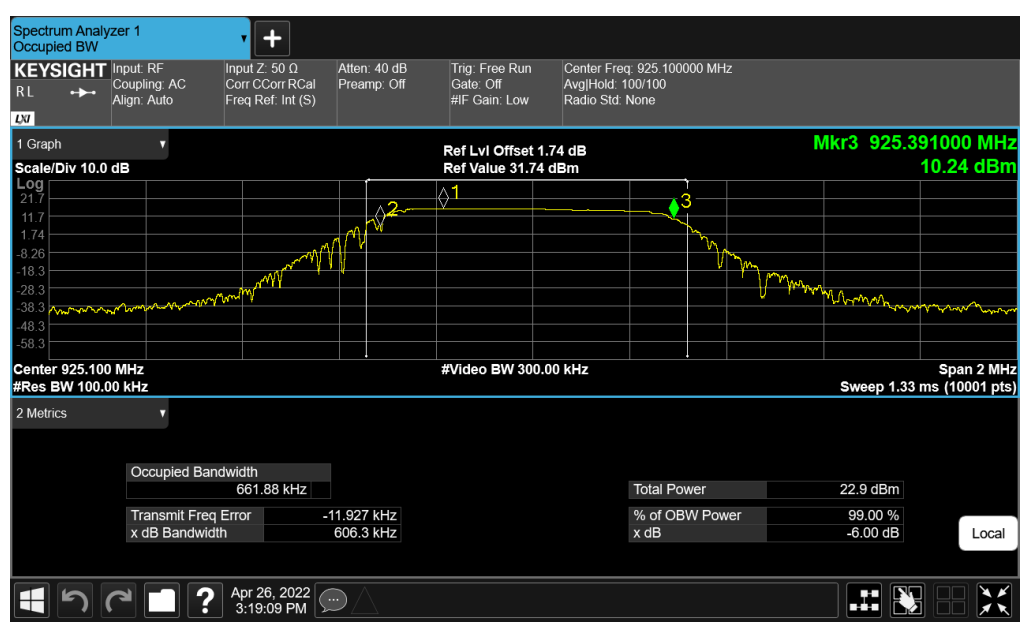 Spectrum Analyzer 1
Occupied BW
KEYSIGHT
R L
LXI
Input: RF
Coupling: AC
Align: Auto
Input Z: 50 Ω
Corr CCorr RCal
Freq Ref: Int (S)
Atten: 40 dB
Preamp: Off
Trig: Free Run
Gate: Off
#IF Gain: Low
Center Freq: 925.100000 MHz
Avg|Hold: 100/100
Radio Std: None
1 Graph
Scale/Div 10.0 dB
Ref Lvl Offset 1.74 dB
Ref Value 31.74 dBm
Mkr3 925.391000 MHz
10.24 dBm
Log
21.7
11.7
1.74
-8.26
-18.3
-28.3
-38.3
-48.3
-58.3
1
2
3
Center 925.100 MHz
#Res BW 100.00 kHz
#Video BW 300.00 kHz
Span 2 MHz
Sweep 1.33 ms (10001 pts)
2 Metrics
Occupied Bandwidth
661.88 kHz
Transmit Freq Error -11.927 kHz
x dB Bandwidth 606.3 kHz
Total Power 22.9 dBm
% of OBW Power 99.00 %
x dB -6.00 dB
Local
?
Apr 26, 2022
3:19:09 PM